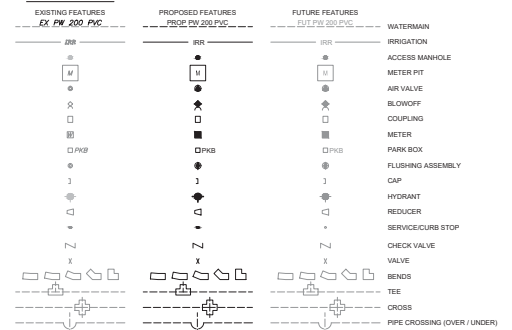 EXISTING FEATURES PROPOSED FEATURES FUTURE FEATURES
EX PW 200 PVC PROP PW 200 PVC FUT PW 200 PVC WATERMAIN
IRR IRR IRR IRRIGATION
ACCESS MANHOLE
M M M METER PIT
AIR VALVE
BLOWOFF
COUPLING
M METER
PKB PKB PKB PARK BOX
FLUSHING ASSEMBLY
CAP
HYDRANT
REDUCER
SERVICE/CURB STOP
CHECK VALVE
X X X VALVE
BENDS
TEE
CROSS
PIPE CROSSING (OVER / UNDER)